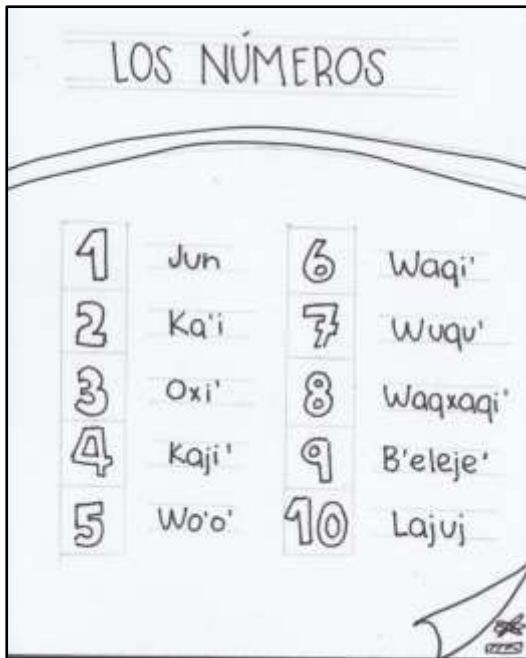 LOS NÚMEROS
1 Jun
2 Ka'i
3 Oxi'
4 Kaji'
5 Wo'o'
6 Waqi'
7 Wuqu'
8 Waqxaqi'
9 B'eleje'
10 Lajuj